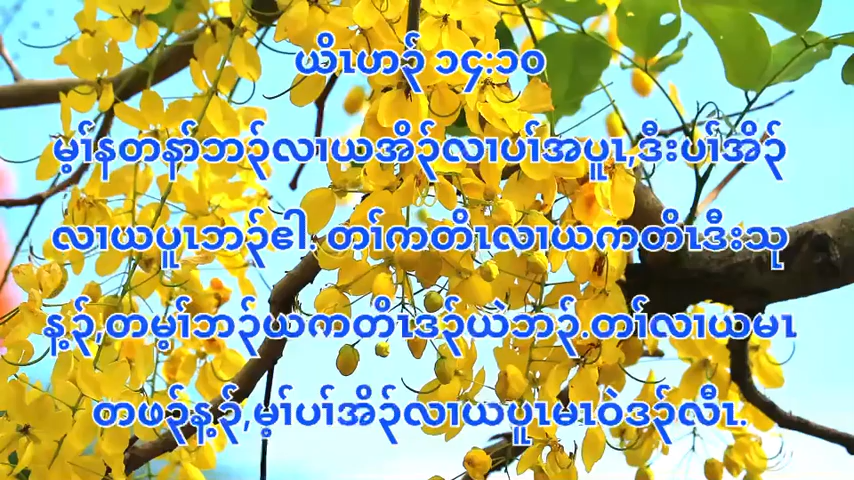 ယိၤဟၣ် ၁၄:၁၀
မ့ၢ်နတနာ်ဘၣ်လၢယအိၣ်လၢပၢ်အပူၤ,ဒီးပၢ်အိၣ်
လၢယပူၤဘၣ်ဧါ. တၢ်ကတိၤလၢယကတိၤဒီးသု
န့ၣ်,တမ့ၢ်ဘၣ်ယကတိၤဒၣ်ယဲဘၣ်.တၢ်လၢယမၤ
တဖၣ်န့ၣ်,မ့ၢ်ပၢ်အိၣ်လၢယပူၤမၤဝဲဒၣ်လီၤ.